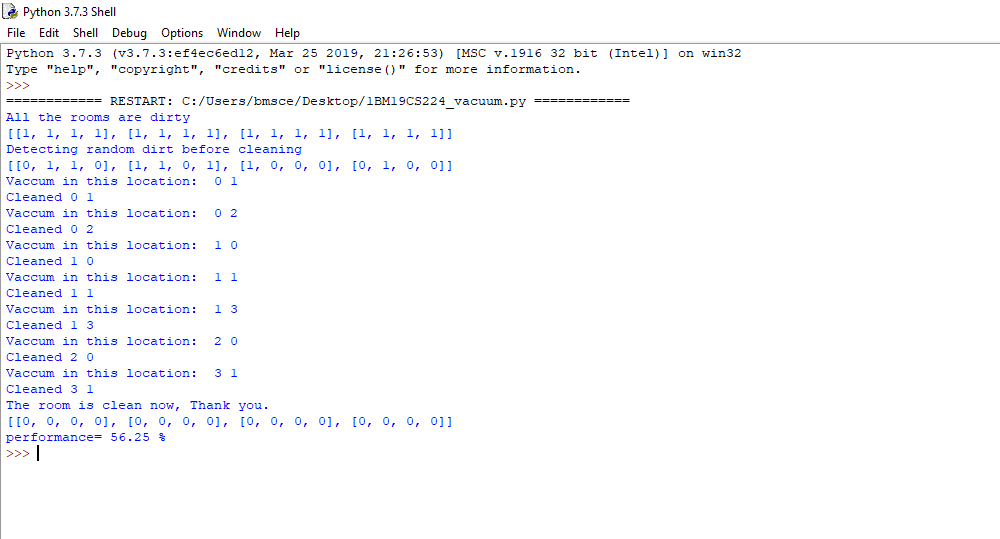 Python 3.7.3 Shell
File Edit Shell Debug Options Window Help
Python 3.7.3 (v3.7.3:ef4ec6ed12, Mar 25 2019, 21:26:53) [MSC v.1916 32 bit (Intel)] on win32
Type "help", "copyright", "credits" or "license()" for more information.
>>>
============ RESTART: C:/Users/bmsce/Desktop/1BM19CS224_vacuum.py ============
All the rooms are dirty
[[1, 1, 1, 1], [1, 1, 1, 1], [1, 1, 1, 1], [1, 1, 1, 1]]
Detecting random dirt before cleaning
[[0, 1, 1, 0], [1, 1, 0, 1], [1, 0, 0, 0], [0, 1, 0, 0]]
Vaccum in this location:  0 1
Cleaned 0 1
Vaccum in this location:  0 2
Cleaned 0 2
Vaccum in this location:  1 0
Cleaned 1 0
Vaccum in this location:  1 1
Cleaned 1 1
Vaccum in this location:  1 3
Cleaned 1 3
Vaccum in this location:  2 0
Cleaned 2 0
Vaccum in this location:  3 1
Cleaned 3 1
The room is clean now, Thank you.
[[0, 0, 0, 0], [0, 0, 0, 0], [0, 0, 0, 0], [0, 0, 0, 0]]
performance= 56.25 %
>>>